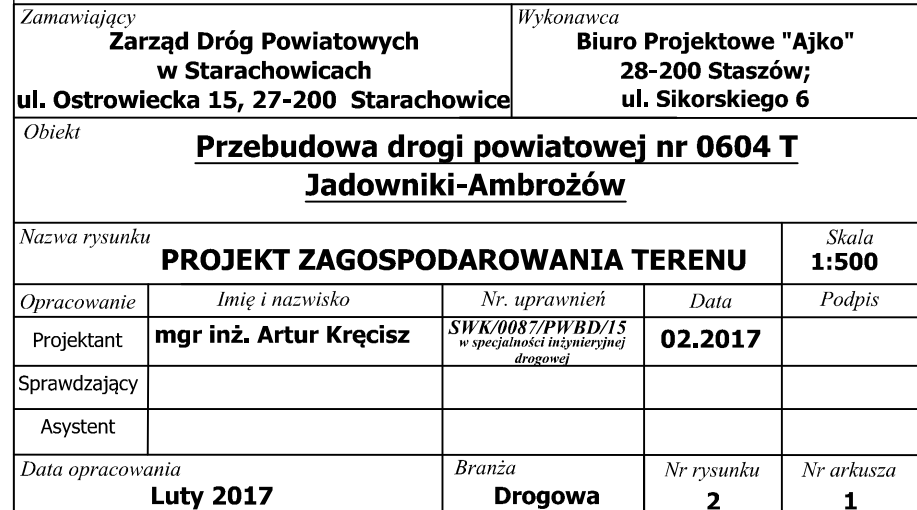 Zamawiający
Zarząd Dróg Powiatowych
w Starachowicach
ul. Ostrowiecka 15, 27-200 Starachowice
Wykonawca
Biuro Projektowe "Ajko"
28-200 Staszów;
ul. Sikorskiego 6
Obiekt
Przebudowa drogi powiatowej nr 0604 T
Jadowniki-Ambrożów
Nazwa rysunku
PROJEKT ZAGOSPODAROWANIA TERENU
Skala
1:500
Opracowanie Imię i nazwisko Nr. uprawnień Data Podpis
Projektant mgr inż. Artur Kręcisz SWK/0087/PWBD/15 02.2017
w specjalności inżynieryjnej
drogowej
Sprawdzający
Asystent
Data opracowania Branża Nr rysunku Nr arkusza
Luty 2017 Drogowa 2 1